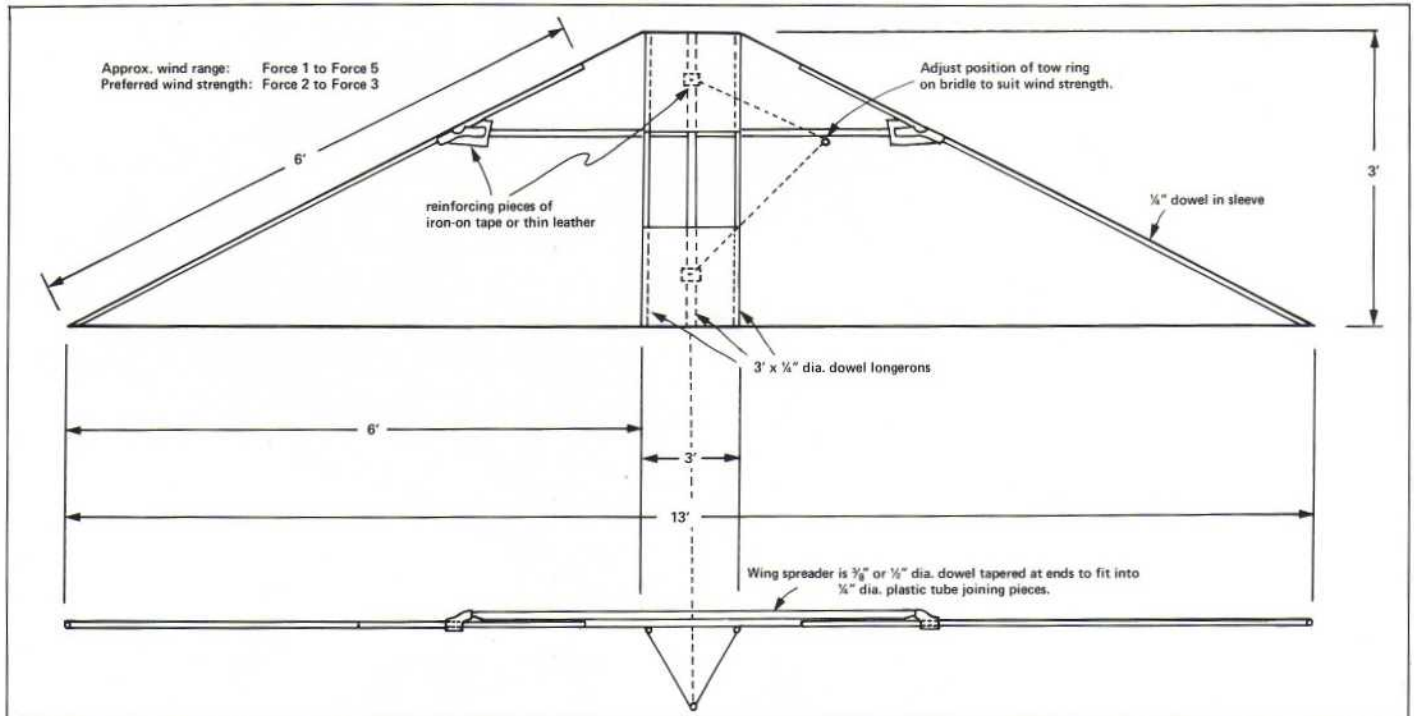 Approx. wind range: Force 1 to Force 5
Preferred wind strength: Force 2 to Force 3
Adjust position of tow ring
on bridle to suit wind strength.
6'
3'
reinforcing pieces of
iron-on tape or thin leather
¼" dowel in sleeve
3' x ¼" dia. dowel longerons
6'
3'
13'
Wing spreader is ⅜" or ½" dia. dowel tapered at ends to fit into
¼" dia. plastic tube joining pieces.